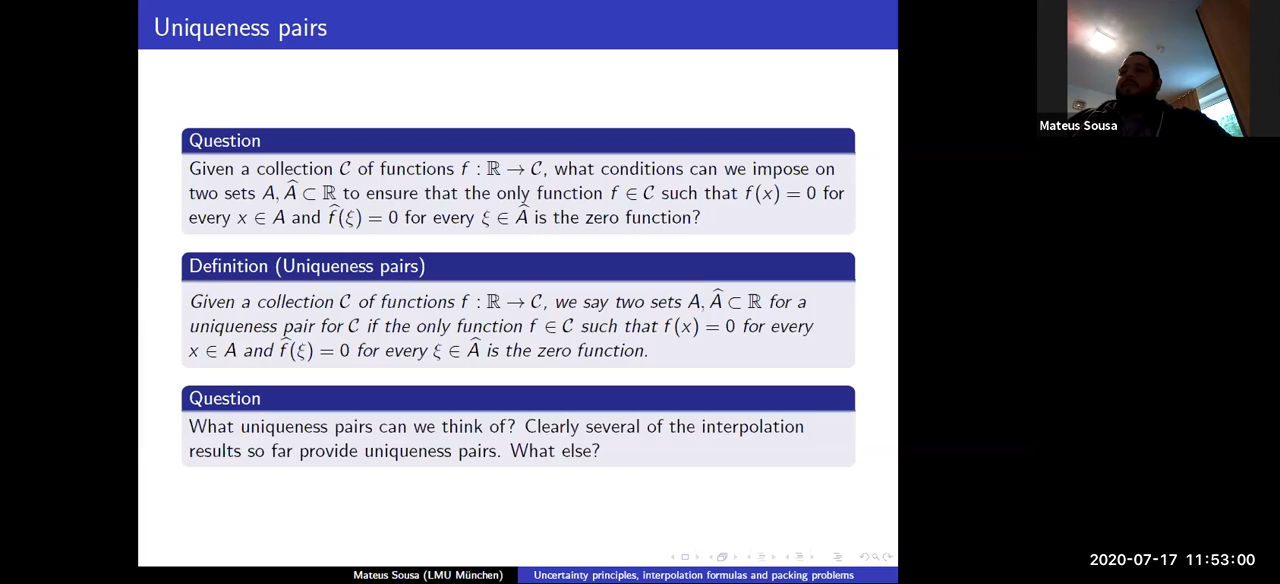 Uniqueness pairs
Question
Given a collection 𝒞 of functions f : ℝ → 𝒞, what conditions can we impose on
two sets A, Â ⊂ ℝ to ensure that the only function f ∈ 𝒞 such that f(x) = 0 for
every x ∈ A and f̂(ξ) = 0 for every ξ ∈ Â is the zero function?
Definition (Uniqueness pairs)
Given a collection 𝒞 of functions f : ℝ → 𝒞, we say two sets A, Â ⊂ ℝ for a
uniqueness pair for 𝒞 if the only function f ∈ 𝒞 such that f(x) = 0 for every
x ∈ A and f̂(ξ) = 0 for every ξ ∈ Â is the zero function.
Question
What uniqueness pairs can we think of? Clearly several of the interpolation
results so far provide uniqueness pairs. What else?
Mateus Sousa (LMU München)
Uncertainty principles, interpolation formulas and packing problems
Mateus Sousa
2020-07-17 11:53:00